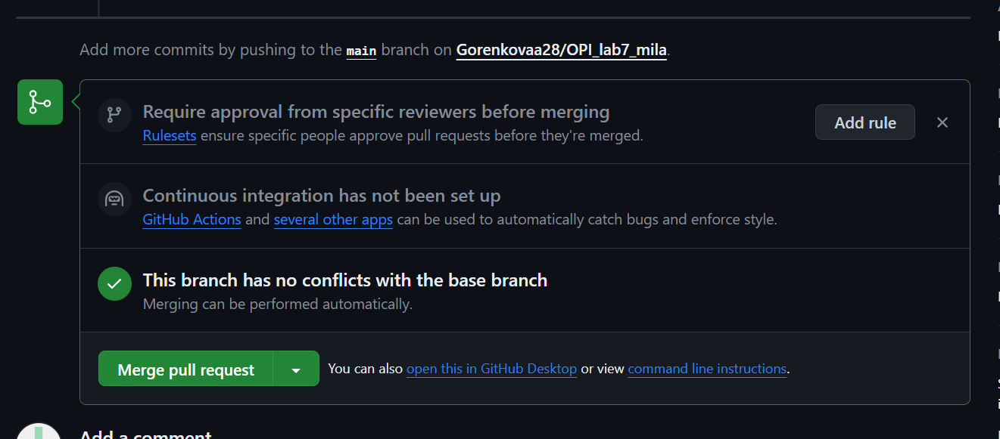 Add more commits by pushing to the main branch on Gorenkovaa28/OPI_lab7_mila.
Require approval from specific reviewers before merging
Rulesets ensure specific people approve pull requests before they're merged.
Add rule
Continuous integration has not been set up
GitHub Actions and several other apps can be used to automatically catch bugs and enforce style.
This branch has no conflicts with the base branch
Merging can be performed automatically.
Merge pull request
You can also open this in GitHub Desktop or view command line instructions.
Add a comment